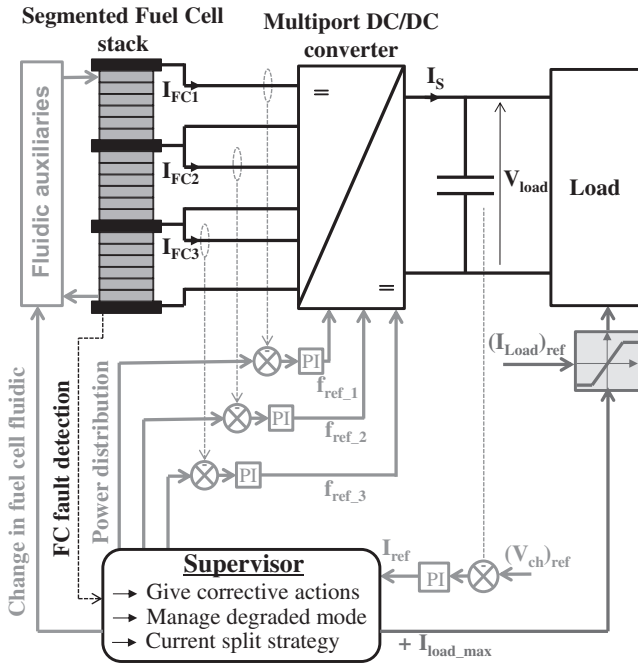 Segmented Fuel Cell
stack
Multiport DC/DC
converter
Fluidic auxiliaries
I_FC1
I_FC2
I_FC3
=
=
I_S
V_load
Load
(I_Load)_ref
PI
f_ref_1
PI
f_ref_2
PI
f_ref_3
Change in fuel cell fluidic
FC fault detection
Power distribution
Supervisor
Give corrective actions
Manage degraded mode
Current split strategy
I_ref
PI
(V_ch)_ref
+ I_load_max